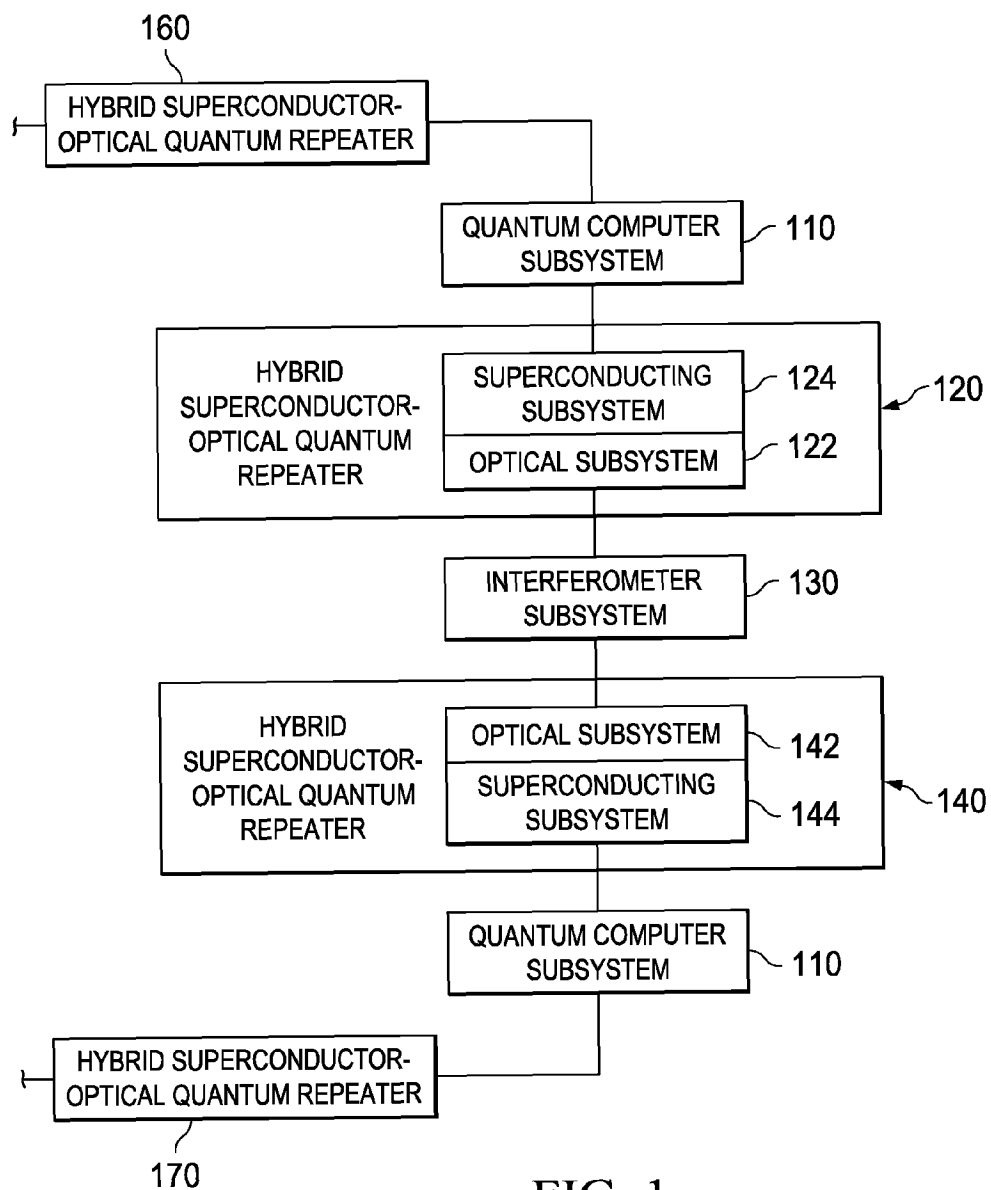 160
HYBRID SUPERCONDUCTOR-
OPTICAL QUANTUM REPEATER
QUANTUM COMPUTER
SUBSYSTEM
110
HYBRID
SUPERCONDUCTOR-
OPTICAL QUANTUM
REPEATER
SUPERCONDUCTING
SUBSYSTEM
124
OPTICAL SUBSYSTEM
122
120
INTERFEROMETER
SUBSYSTEM
130
HYBRID
SUPERCONDUCTOR-
OPTICAL QUANTUM
REPEATER
OPTICAL SUBSYSTEM
142
SUPERCONDUCTING
SUBSYSTEM
144
140
QUANTUM COMPUTER
SUBSYSTEM
110
HYBRID SUPERCONDUCTOR-
OPTICAL QUANTUM REPEATER
170
FIG. 1